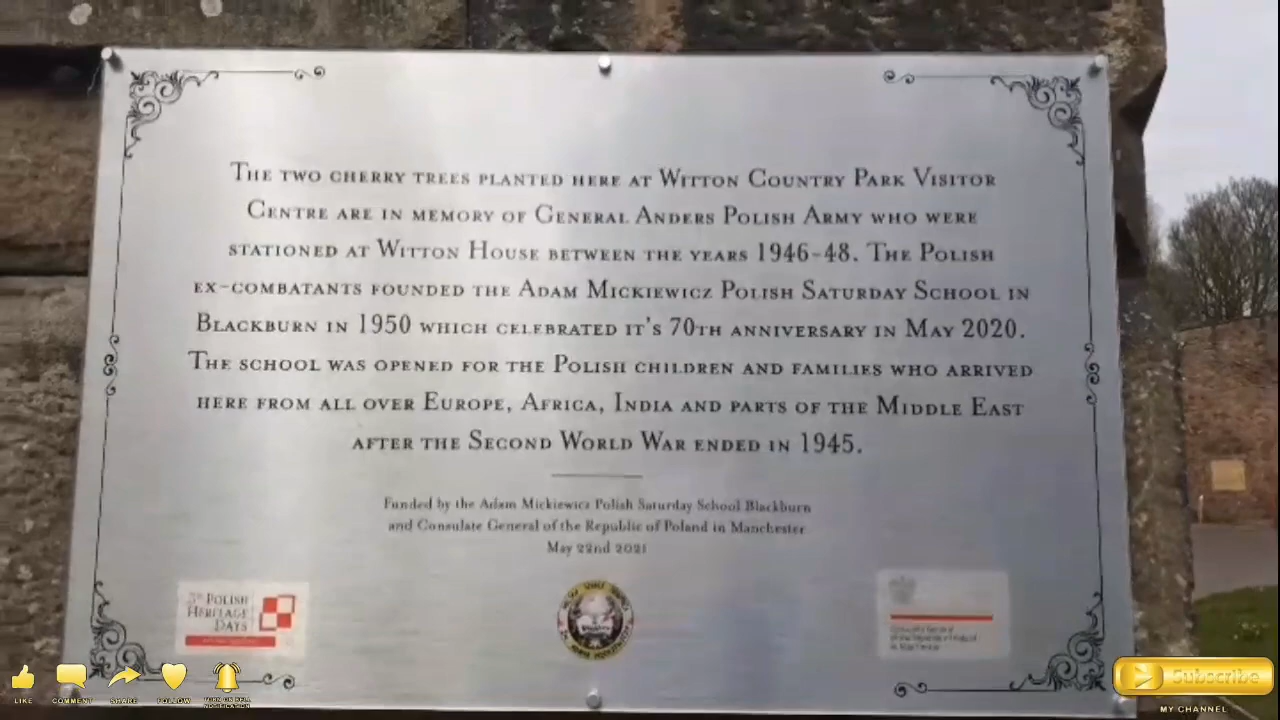 The two cherry trees planted here at Witton Country Park Visitor
Centre are in memory of General Anders Polish Army who were
stationed at Witton House between the years 1946-48. The Polish
ex-combatants founded the Adam Mickiewicz Polish Saturday School in
Blackburn in 1950 which celebrated it's 70th anniversary in May 2020.
The school was opened for the Polish children and families who arrived
here from all over Europe, Africa, India and parts of the Middle East
after the Second World War ended in 1945.
Funded by the Adam Mickiewicz Polish Saturday School Blackburn
and Consulate General of the Republic of Poland in Manchester
May 22nd 2021
Polish
Heritage
Days
LIKE
COMMENT
SHARE
FOLLOW
TURN ON BELL
NOTIFICATION
Subscribe
MY CHANNEL